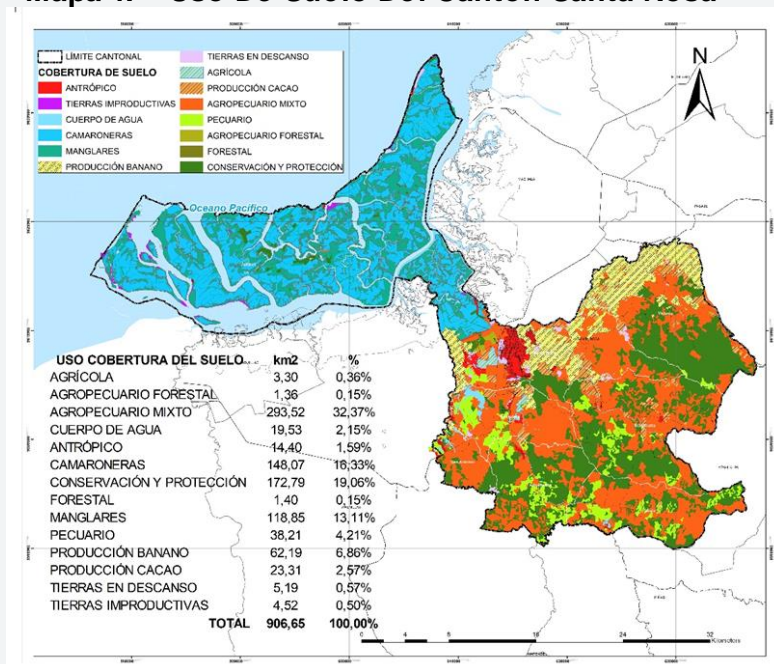 N
LÍMITE CANTONAL
COBERTURA DE SUELO
ANTRÓPICO
TIERRAS IMPRODUCTIVAS
CUERPO DE AGUA
CAMARONERAS
MANGLARES
PRODUCCIÓN BANANO
TIERRAS EN DESCANSO
AGRÍCOLA
PRODUCCIÓN CACAO
AGROPECUARIO MIXTO
PECUARIO
AGROPECUARIO FORESTAL
FORESTAL
CONSERVACIÓN Y PROTECCIÓN
Oceano Pacífico
USO COBERTURA DEL SUELO km2 %
AGRÍCOLA 3,30 0,36%
AGROPECUARIO FORESTAL 1,36 0,15%
AGROPECUARIO MIXTO 293,52 32,37%
CUERPO DE AGUA 19,53 2,15%
ANTRÓPICO 14,40 1,59%
CAMARONERAS 148,07 16,33%
CONSERVACIÓN Y PROTECCIÓN 172,79 19,06%
FORESTAL 1,40 0,15%
MANGLARES 118,85 13,11%
PECUARIO 38,21 4,21%
PRODUCCIÓN BANANO 62,19 6,86%
PRODUCCIÓN CACAO 23,31 2,57%
TIERRAS EN DESCANSO 5,19 0,57%
TIERRAS IMPRODUCTIVAS 4,52 0,50%
TOTAL 906,65 100,00%
0 4 8 16 24 32
Kilometers